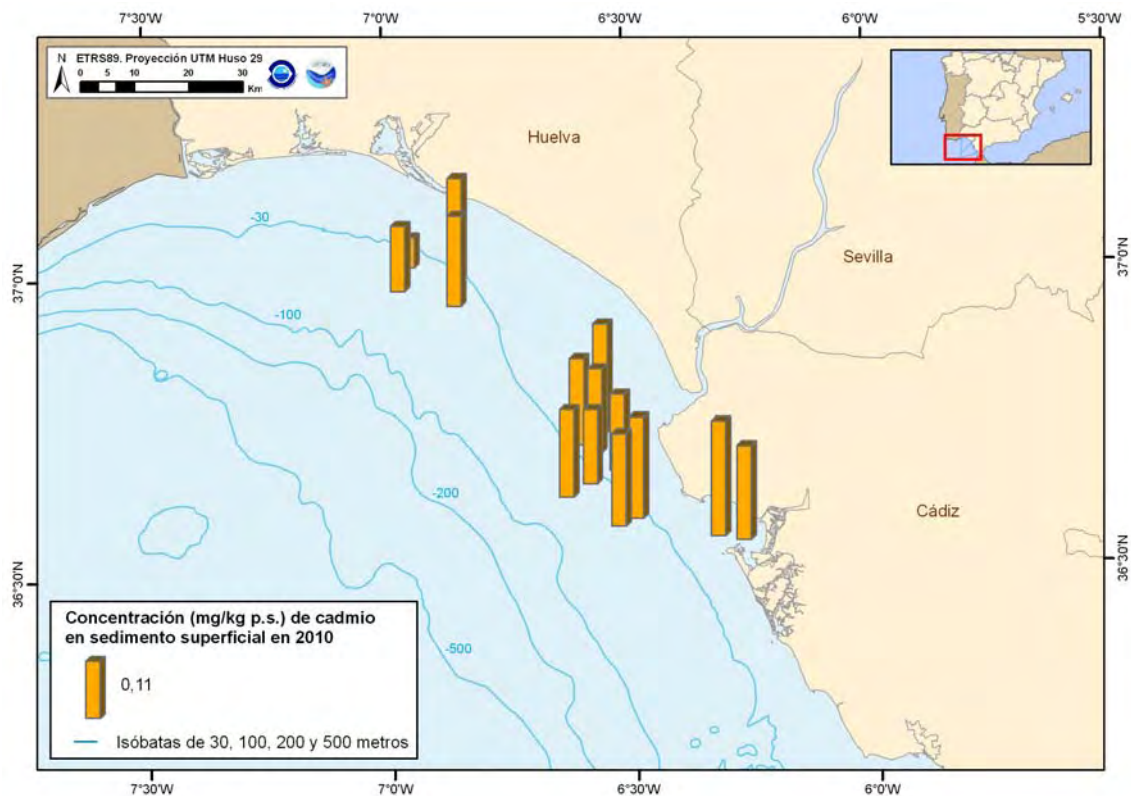 7°30'W 7°0'W 6°30'W 6°0'W 5°30'W
N ETRS89. Proyección UTM Huso 29
0 5 10 20 30
Km
Huelva
-30
Sevilla
37°0'N 37°0'N
-100
-200
Cádiz
36°30'N 36°30'N
Concentración (mg/kg p.s.) de cadmio
en sedimento superficial en 2010
-500
0,11
Isóbatas de 30, 100, 200 y 500 metros
7°30'W 7°0'W 6°30'W 6°0'W